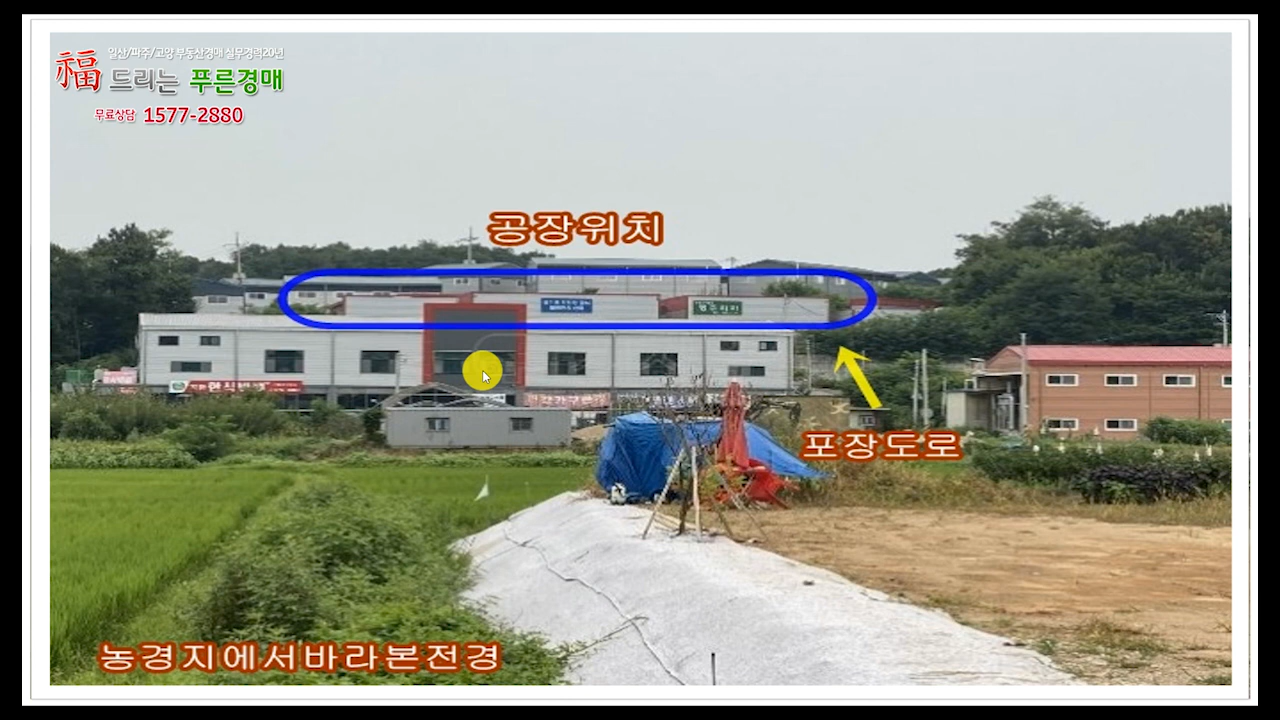 일산/파주/고양 부동산경매 실무경력20년
福 드리는 푸른경매
무료상담 1577-2880
공장위치
포장도로
농경지에서바라본전경